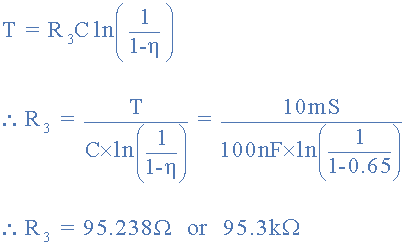 T = R₃C ln(1/(1-η))
∴ R₃ = T/(C×ln(1/(1-η))) = 10mS/(100nF×ln(1/(1-0.65)))
∴ R₃ = 95.238Ω or 95.3kΩ